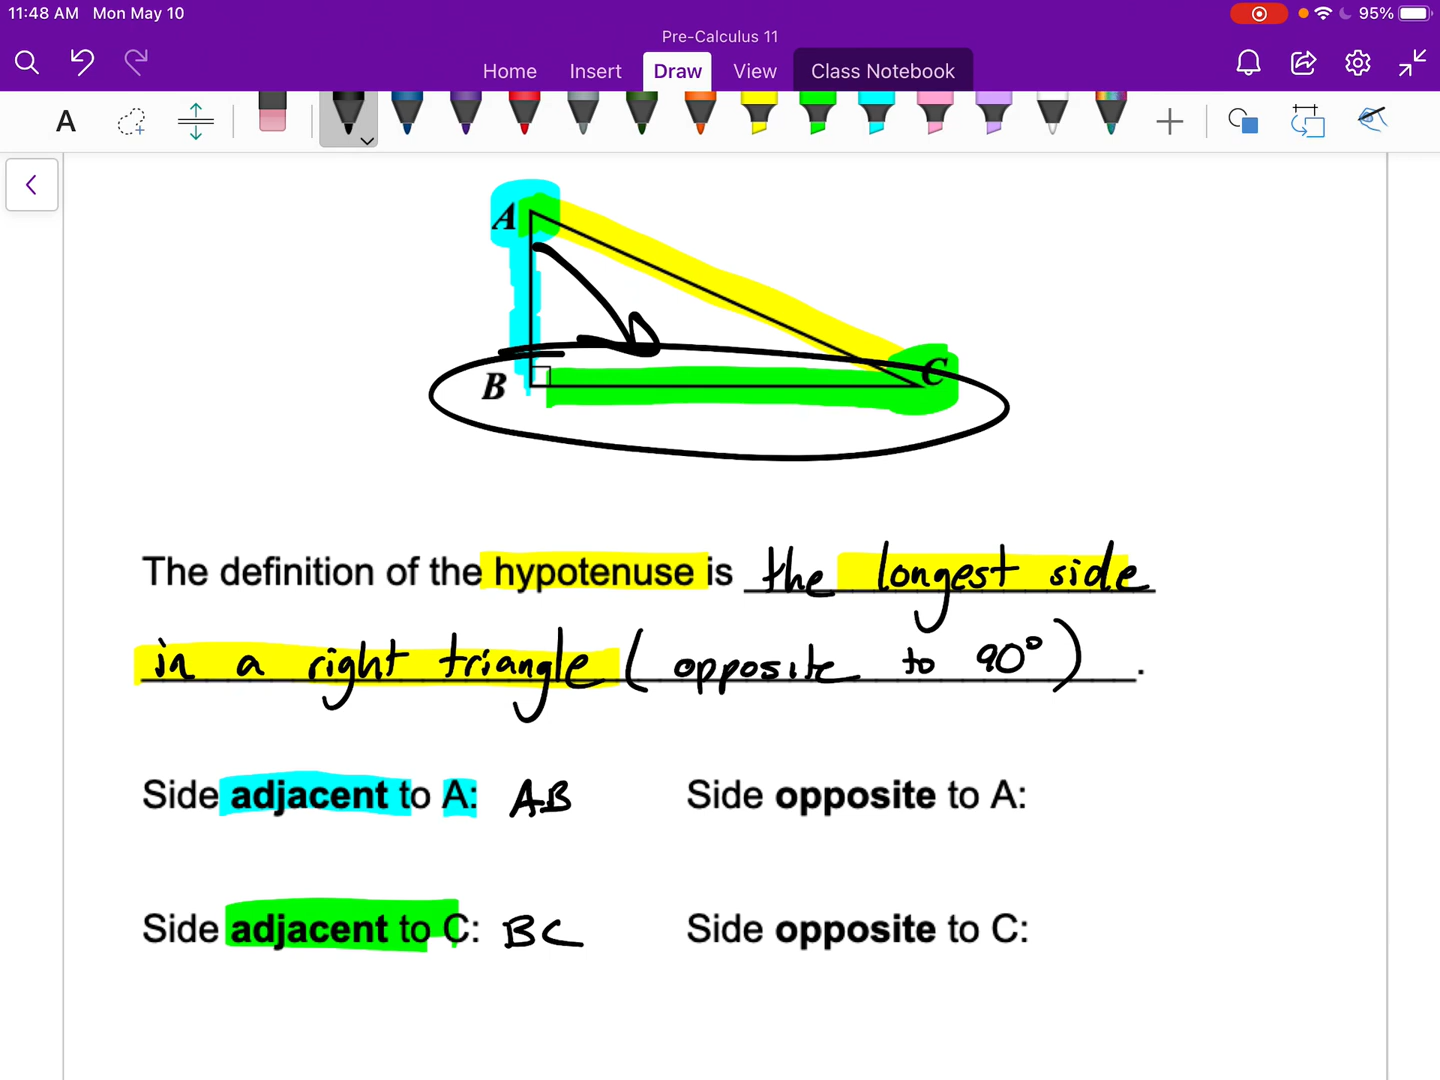 11:48 AM Mon May 10
95%
Pre-Calculus 11
Home Insert Draw View Class Notebook
A
A
B
C
The definition of the hypotenuse is the longest side
in a right triangle (opposite to 90°).
Side adjacent to A: AB Side opposite to A:
Side adjacent to C: BC Side opposite to C: